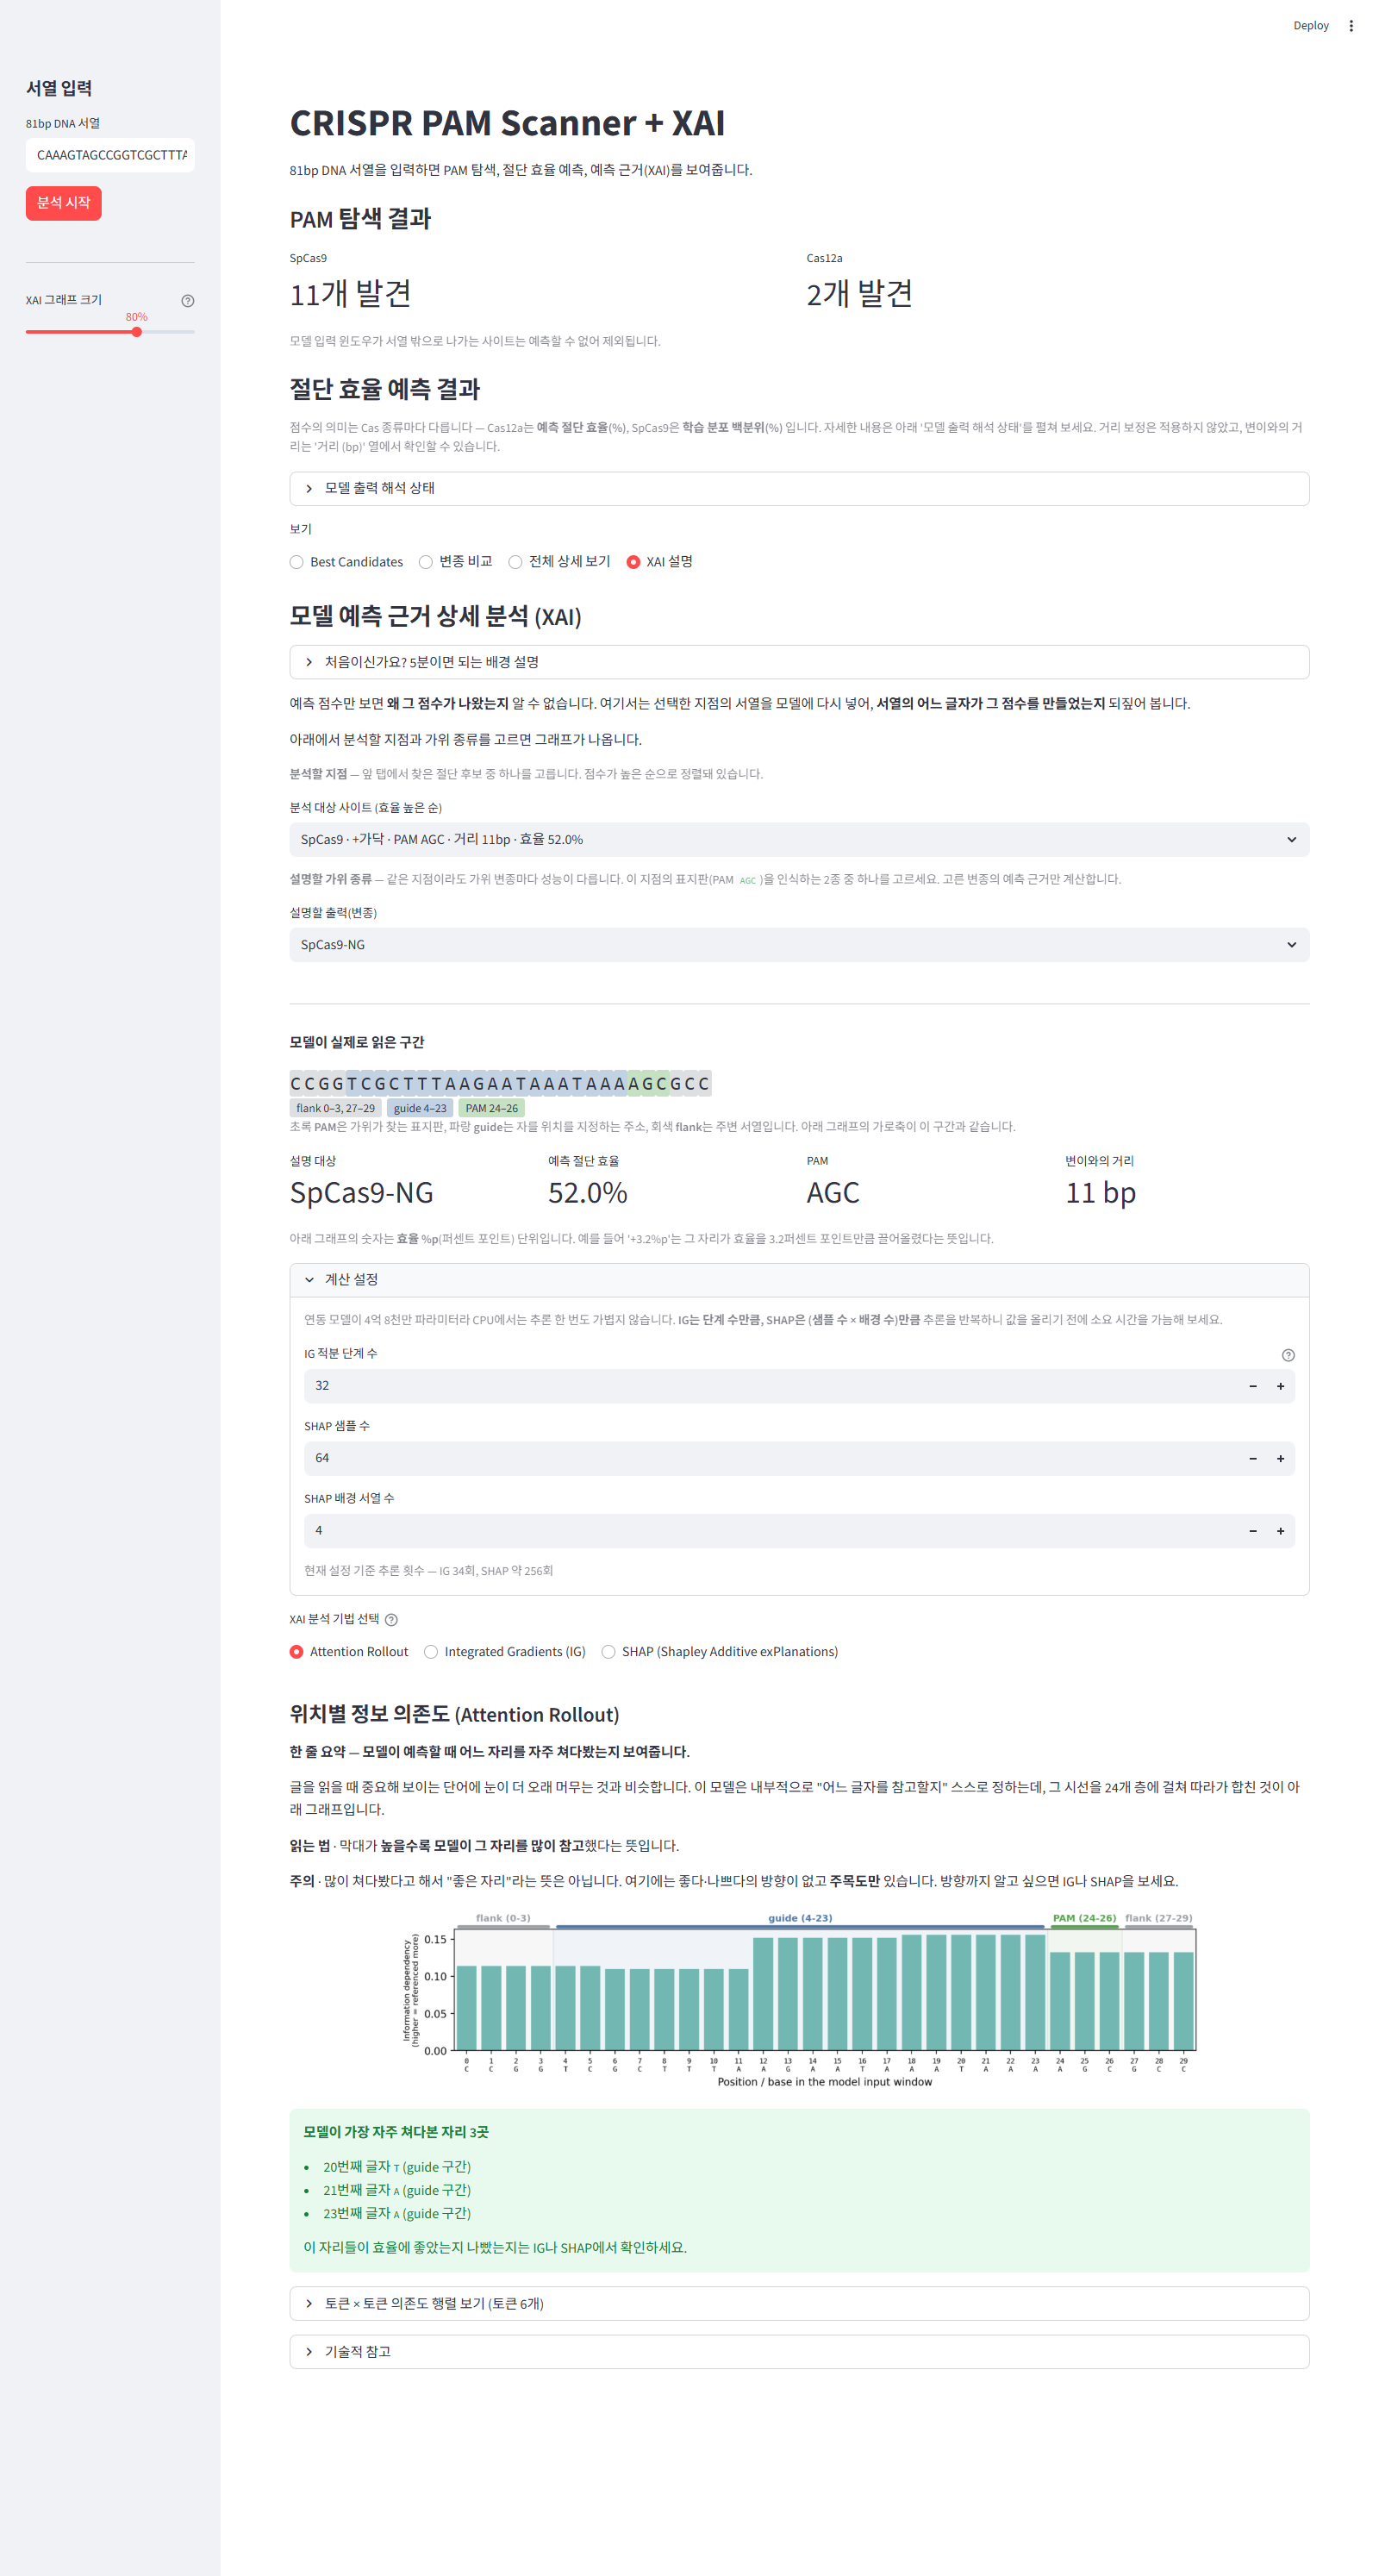 Deploy
서열 입력
81bp DNA 서열
CAAAGTAGCCGGTCGCTTTA
분석 시작
XAI 그래프 크기
80%
CRISPR PAM Scanner + XAI
81bp DNA 서열을 입력하면 PAM 탐색, 절단 효율 예측, 예측 근거(XAI)를 보여줍니다.
PAM 탐색 결과
SpCas9
11개 발견
Cas12a
2개 발견
모델 입력 윈도우가 서열 밖으로 나가는 사이트는 예측할 수 없어 제외됩니다.
절단 효율 예측 결과
점수의 의미는 Cas 종류마다 다릅니다 — Cas12a는 예측 절단 효율(%), SpCas9은 학습 분포 백분위(%) 입니다. 자세한 내용은 아래 '모델 출력 해석 상태'를 펼쳐 보세요. 거리 보정은 적용하지 않았고, 변이와의 거
리는 '거리 (bp)' 열에서 확인할 수 있습니다.
모델 출력 해석 상태
보기
Best Candidates 변종 비교 전체 상세 보기 XAI 설명
모델 예측 근거 상세 분석 (XAI)
처음이신가요? 5분이면 되는 배경 설명
예측 점수만 보면 왜 그 점수가 나왔는지 알 수 없습니다. 여기서는 선택한 지점의 서열을 모델에 다시 넣어, 서열의 어느 글자가 그 점수를 만들었는지 되짚어 봅니다.
아래에서 분석할 지점과 가위 종류를 고르면 그래프가 나옵니다.
분석할 지점 — 앞 탭에서 찾은 절단 후보 중 하나를 고릅니다. 점수가 높은 순으로 정렬돼 있습니다.
분석 대상 사이트 (효율 높은 순)
SpCas9 · +가닥 · PAM AGC · 거리 11bp · 효율 52.0%
설명할 가위 종류 — 같은 지점이라도 가위 변종마다 성능이 다릅니다. 이 지점의 표지판(PAM AGC )을 인식하는 2종 중 하나를 고르세요. 고른 변종의 예측 근거만 계산합니다.
설명할 출력(변종)
SpCas9-NG
모델이 실제로 읽은 구간
C C G G T C G C T T T A A G A A T A A A T A A A A G C G C C
flank 0–3, 27–29 guide 4–23 PAM 24–26
초록 PAM은 가위가 찾는 표지판, 파랑 guide는 자를 위치를 지정하는 주소, 회색 flank는 주변 서열입니다. 아래 그래프의 가로축이 이 구간과 같습니다.
설명 대상
SpCas9-NG
예측 절단 효율
52.0%
PAM
AGC
변이와의 거리
11 bp
아래 그래프의 숫자는 효율 %p(퍼센트 포인트) 단위입니다. 예를 들어 '+3.2%p'는 그 자리가 효율을 3.2퍼센트 포인트만큼 끌어올렸다는 뜻입니다.
계산 설정
연동 모델이 4억 8천만 파라미터라 CPU에서는 추론 한 번도 가볍지 않습니다. IG는 단계 수만큼, SHAP은 (샘플 수 × 배경 수)만큼 추론을 반복하니 값을 올리기 전에 소요 시간을 가늠해 보세요.
IG 적분 단계 수
32
SHAP 샘플 수
64
SHAP 배경 서열 수
4
현재 설정 기준 추론 횟수 — IG 34회, SHAP 약 256회
XAI 분석 기법 선택
Attention Rollout Integrated Gradients (IG) SHAP (Shapley Additive exPlanations)
위치별 정보 의존도 (Attention Rollout)
한 줄 요약 — 모델이 예측할 때 어느 자리를 자주 쳐다봤는지 보여줍니다.
글을 읽을 때 중요해 보이는 단어에 눈이 더 오래 머무는 것과 비슷합니다. 이 모델은 내부적으로 "어느 글자를 참고할지" 스스로 정하는데, 그 시선을 24개 층에 걸쳐 따라가 합친 것이 아
래 그래프입니다.
읽는 법 · 막대가 높을수록 모델이 그 자리를 많이 참고했다는 뜻입니다.
주의 · 많이 쳐다봤다고 해서 "좋은 자리"라는 뜻은 아닙니다. 여기에는 좋다·나쁘다의 방향이 없고 주목도만 있습니다. 방향까지 알고 싶으면 IG나 SHAP을 보세요.
flank (0-3) guide (4-23) PAM (24-26) flank (27-29)
Information dependency
(higher = referenced more)
0.15
0.10
0.05
0.00
0 1 2 3 4 5 6 7 8 9 10 11 12 13 14 15 16 17 18 19 20 21 22 23 24 25 26 27 28 29
C C G G T C G C T T T A A G A A T A A A T A A A A G C G C C
Position / base in the model input window
모델이 가장 자주 쳐다본 자리 3곳
• 20번째 글자 T (guide 구간)
• 21번째 글자 A (guide 구간)
• 23번째 글자 A (guide 구간)
이 자리들이 효율에 좋았는지 나빴는지는 IG나 SHAP에서 확인하세요.
토큰 × 토큰 의존도 행렬 보기 (토큰 6개)
기술적 참고